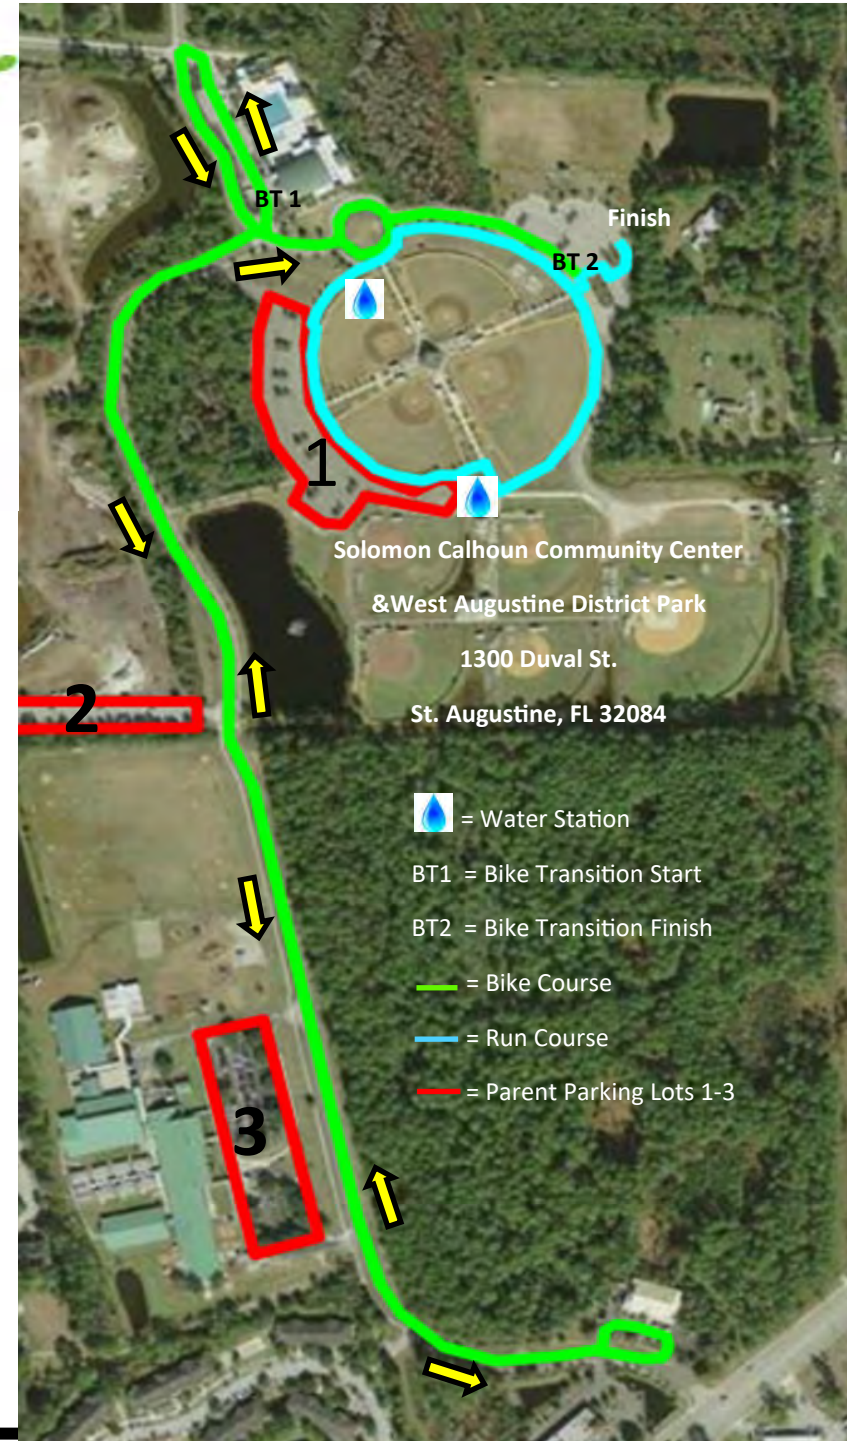 BT 1
Finish
BT 2
1
Solomon Calhoun Community Center
&West Augustine District Park
1300 Duval St.
St. Augustine, FL 32084
2
= Water Station
BT1 = Bike Transition Start
BT2 = Bike Transition Finish
= Bike Course
= Run Course
= Parent Parking Lots 1-3
3